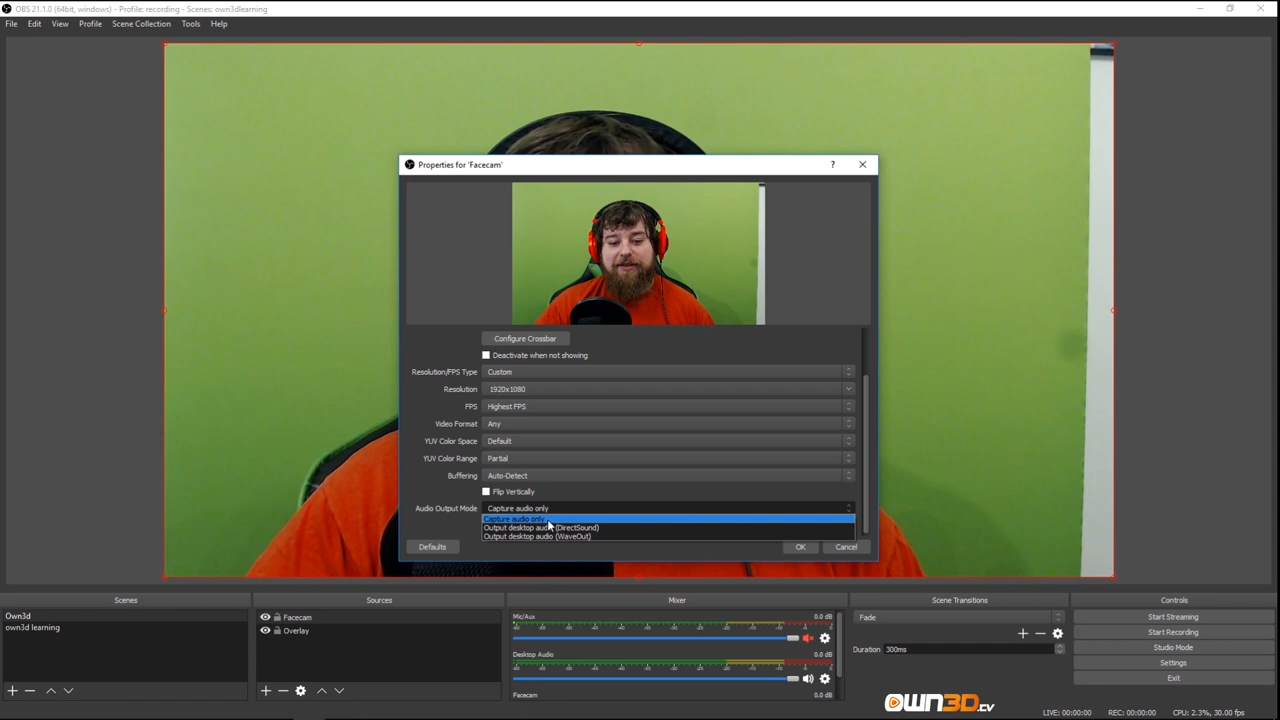 OBS 21.1.0 (64bit, windows) - Profile: recording - Scenes: own3dlearning
File Edit View Profile Scene Collection Tools Help
Properties for 'Facecam'
?
Configure Crossbar
Deactivate when not showing
Resolution/FPS Type Custom
Resolution 1920x1080
FPS Highest FPS
Video Format Any
YUV Color Space Default
YUV Color Range Partial
Buffering Auto-Detect
Flip Vertically
Audio Output Mode Capture audio only
Capture audio only
Output desktop audio (DirectSound)
Output desktop audio (WaveOut)
Defaults OK Cancel
Scenes Sources Mixer Scene Transitions Controls
Own3d
own3d learning
Facecam
Overlay
Mic/Aux 0.0 dB
Desktop Audio 0.0 dB
Facecam 0.0 dB
Fade
Duration 300ms
Start Streaming
Start Recording
Studio Mode
Settings
Exit
OWN3D.tv
LIVE: 00:00:00 REC: 00:00:00 CPU: 2.3%, 30.00 fps